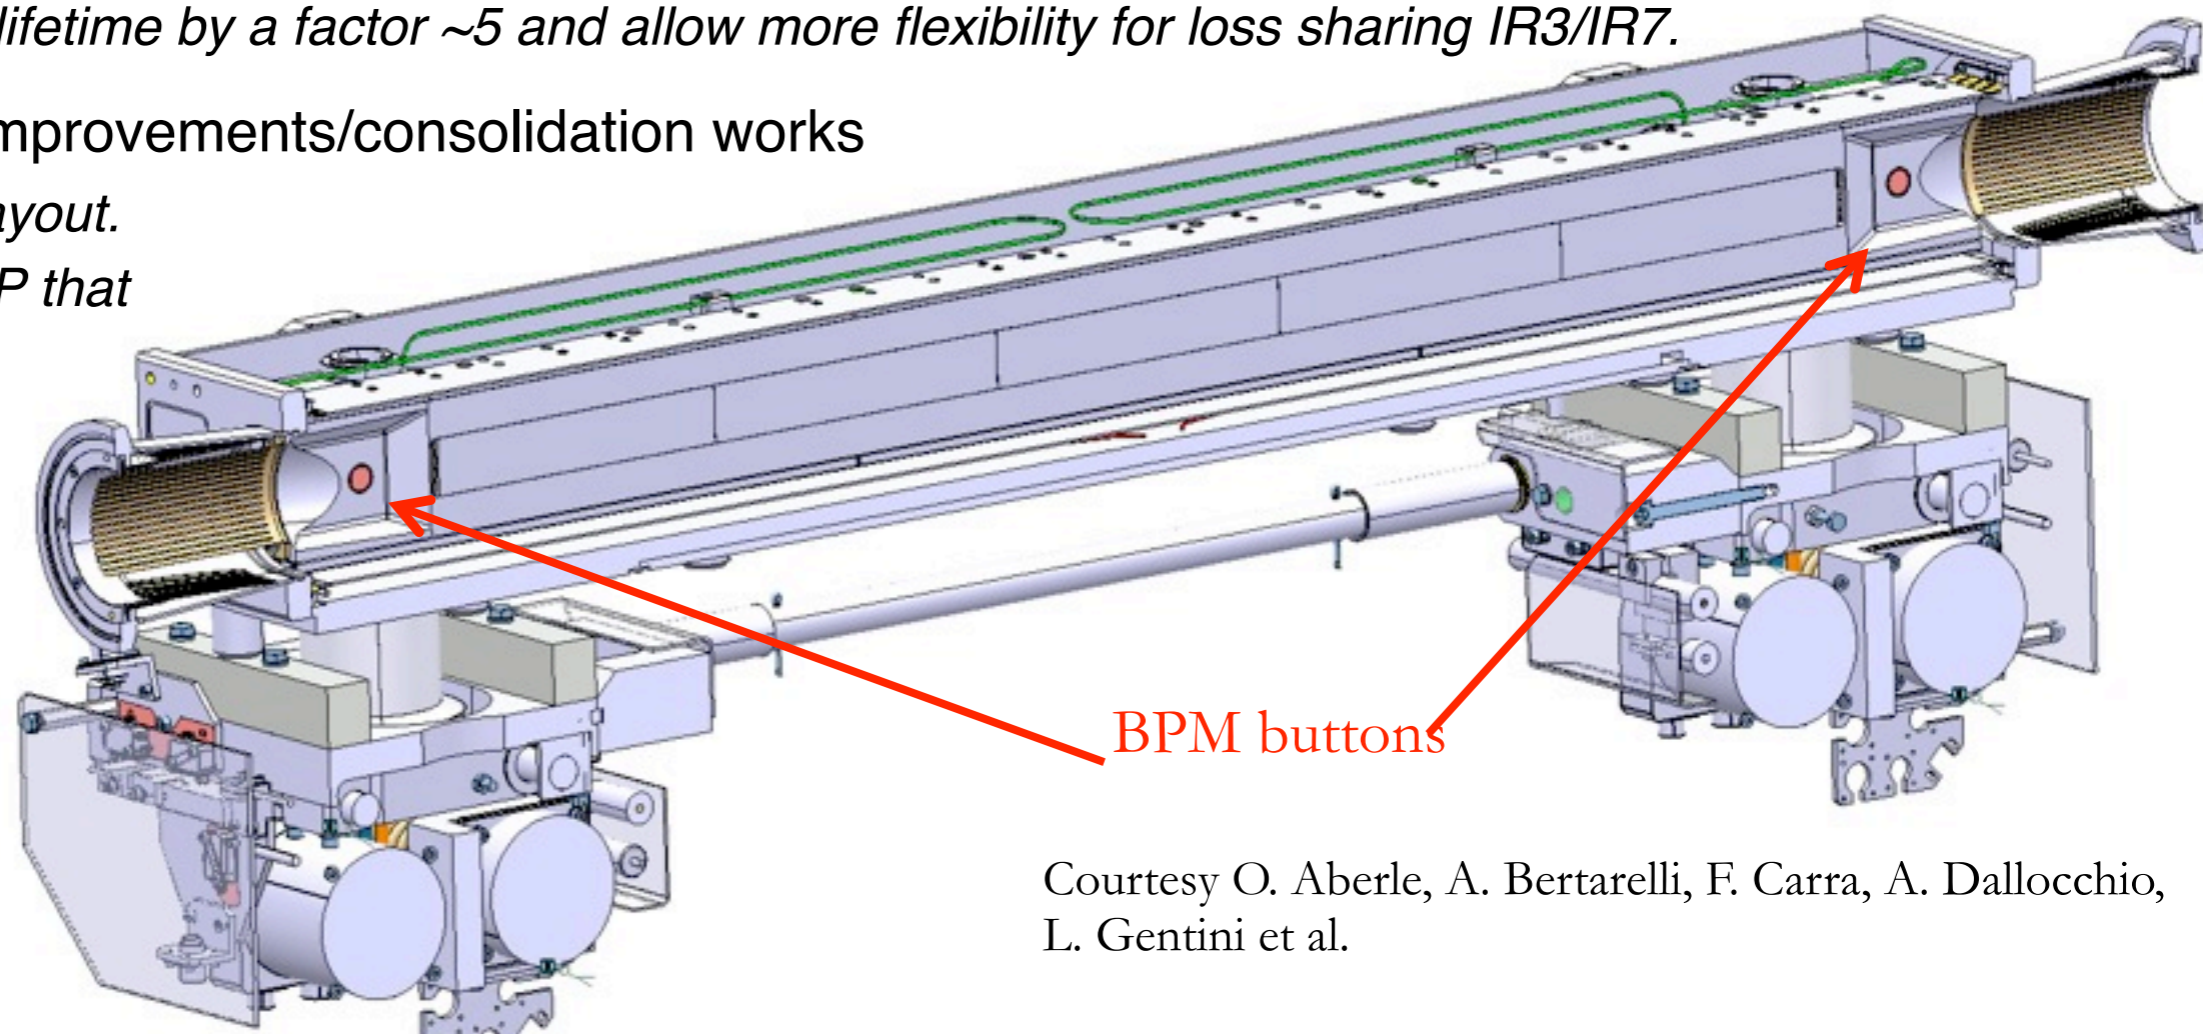 lifetime by a factor ~5 and allow more flexibility for loss sharing IR3/IR7.
mprovements/consolidation works
ayout.
P that
BPM buttons
Courtesy O. Aberle, A. Bertarelli, F. Carra, A. Dallocchio,
L. Gentini et al.